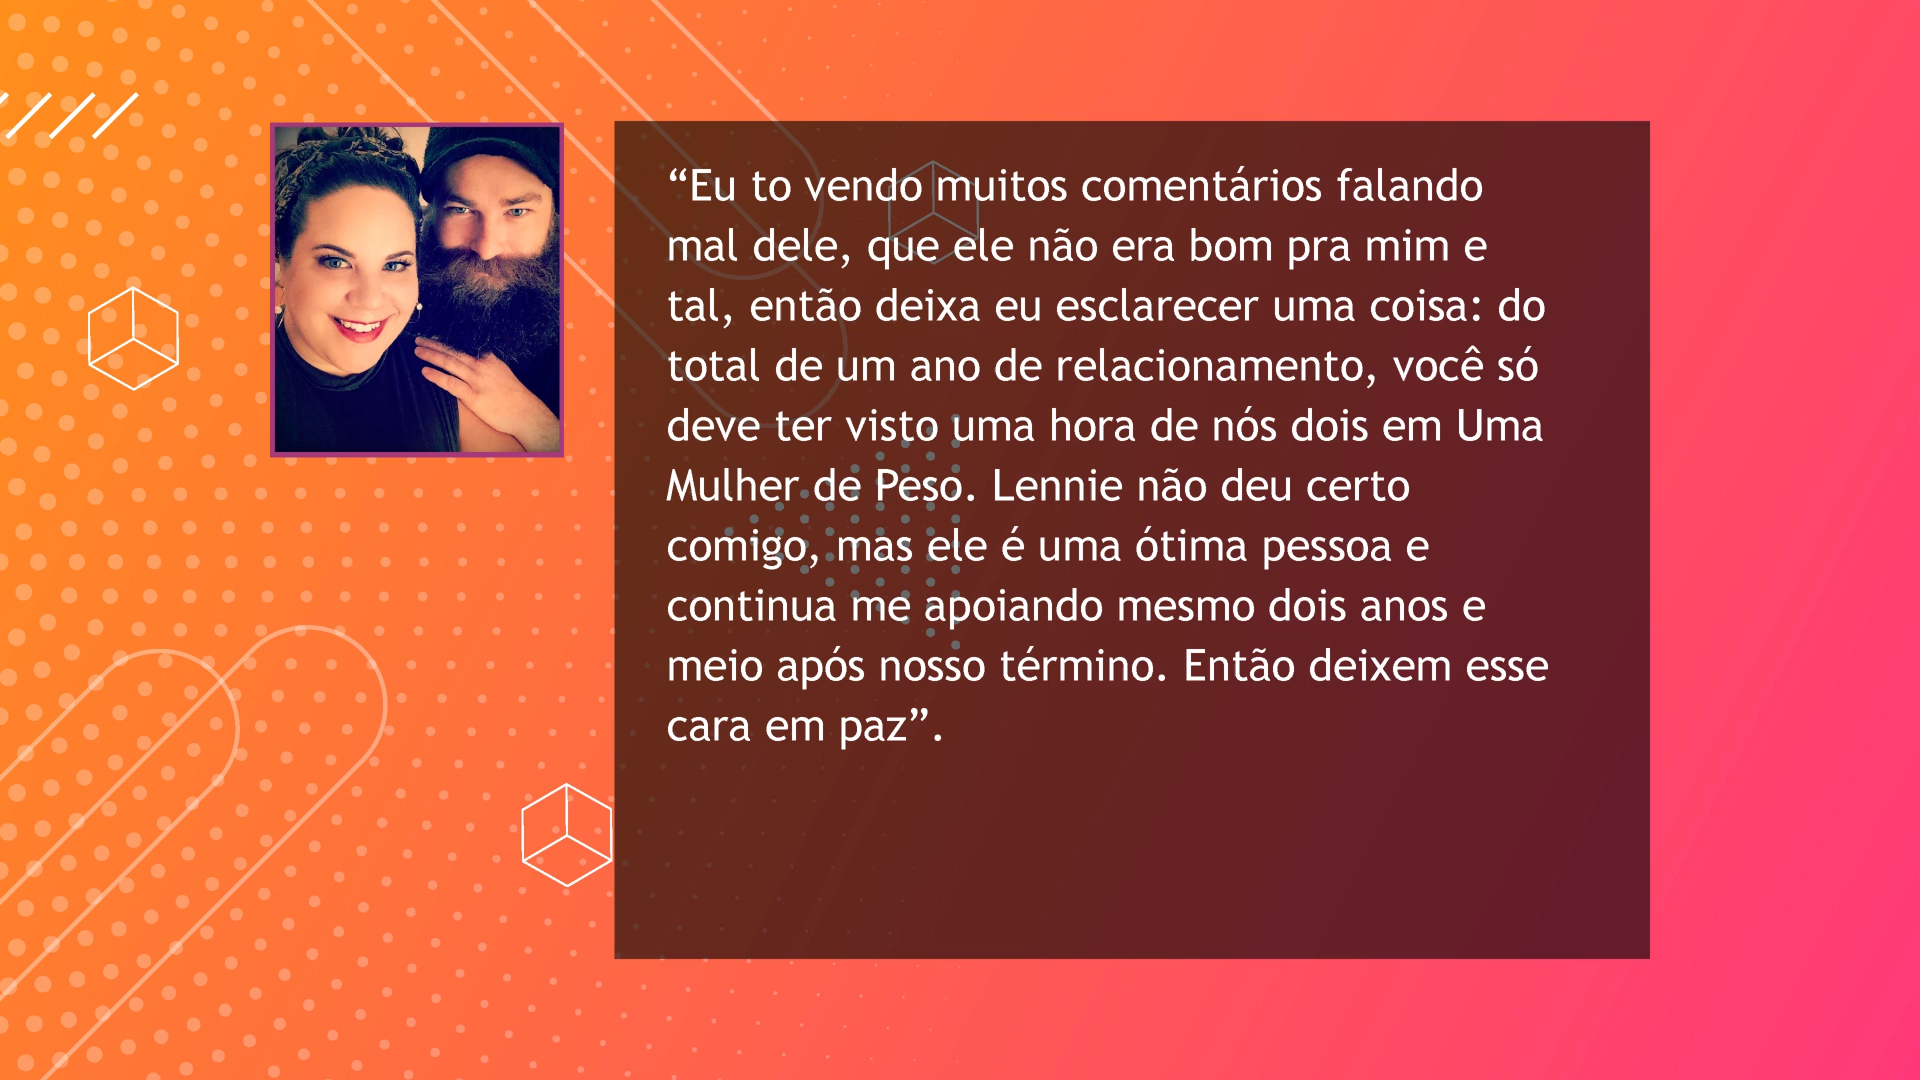 “Eu to vendo muitos comentários falando
mal dele, que ele não era bom pra mim e
tal, então deixa eu esclarecer uma coisa: do
total de um ano de relacionamento, você só
deve ter visto uma hora de nós dois em Uma
Mulher de Peso. Lennie não deu certo
comigo, mas ele é uma ótima pessoa e
continua me apoiando mesmo dois anos e
meio após nosso término. Então deixem esse
cara em paz”.